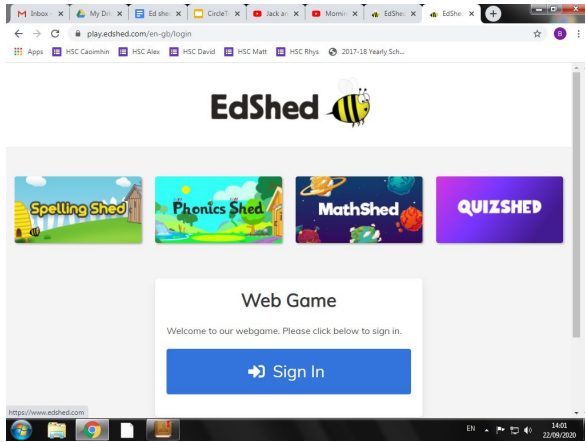 Inbox
My Dri
Ed she
CircleT
Jack ar
Mornin
EdShe
EdShe
play.edshed.com/en-gb/login
B
Apps HSC Caoimhin HSC Alex HSC David HSC Matt HSC Rhys 2017-18 Yearly Sch...
EdShed
Spelling Shed Phonics Shed MathShed QUIZSHED
Web Game
Welcome to our webgame. Please click below to sign in.
Sign In
https://www.edshed.com
EN
14:01
22/09/2020